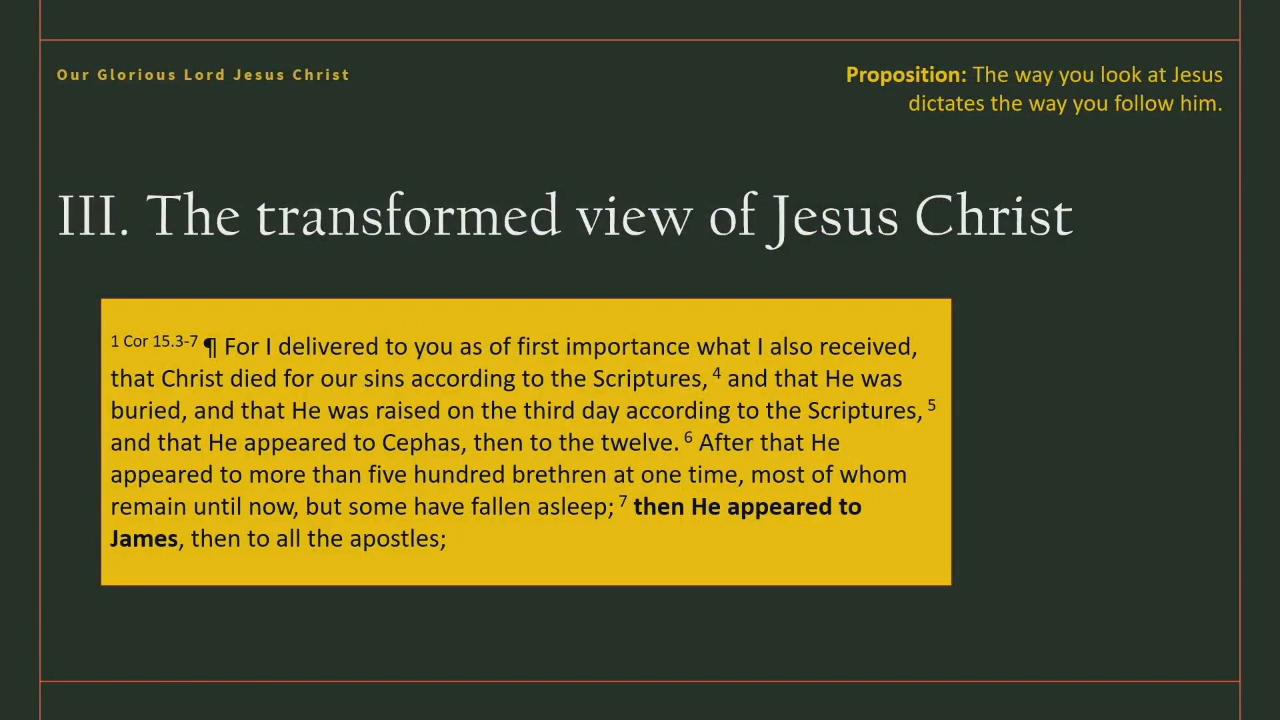 Our Glorious Lord Jesus Christ
Proposition: The way you look at Jesus
dictates the way you follow him.
III. The transformed view of Jesus Christ
1 Cor 15.3-7 ¶ For I delivered to you as of first importance what I also received,
that Christ died for our sins according to the Scriptures, 4 and that He was
buried, and that He was raised on the third day according to the Scriptures, 5
and that He appeared to Cephas, then to the twelve. 6 After that He
appeared to more than five hundred brethren at one time, most of whom
remain until now, but some have fallen asleep; 7 then He appeared to
James, then to all the apostles;